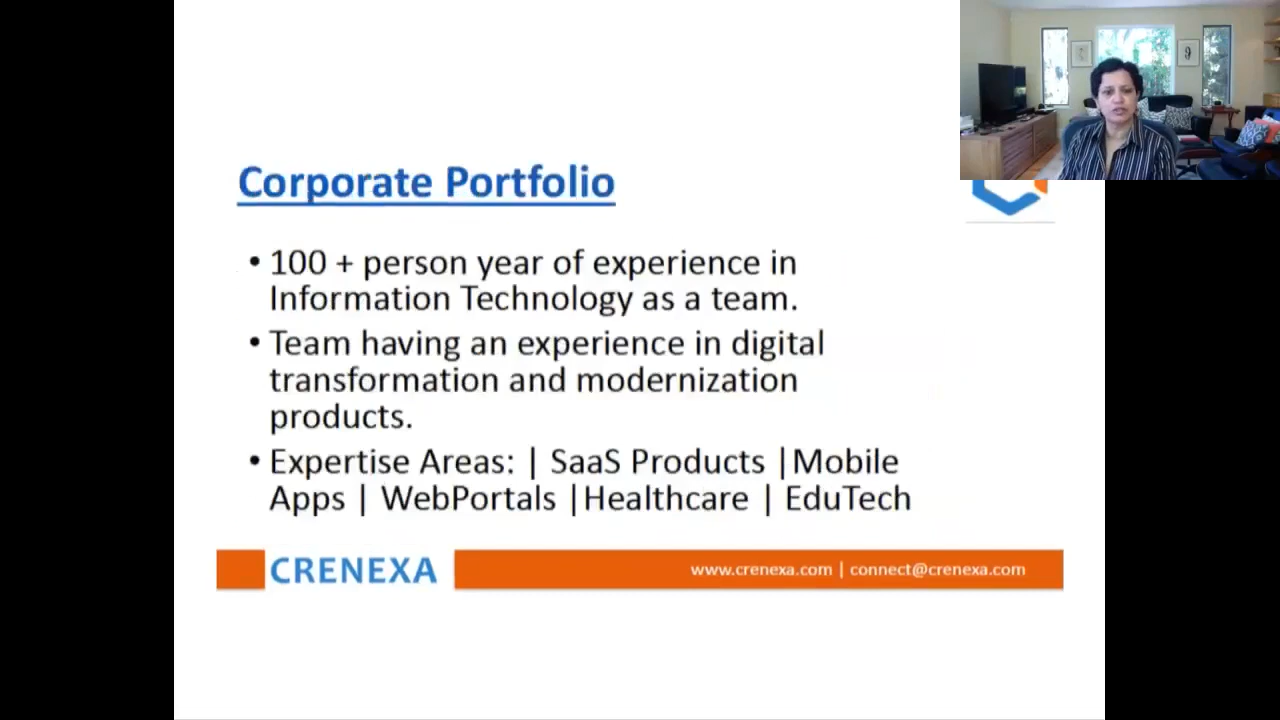 Corporate Portfolio
• 100 + person year of experience in
Information Technology as a team.
• Team having an experience in digital
transformation and modernization
products.
• Expertise Areas: | SaaS Products |Mobile
Apps | WebPortals |Healthcare | EduTech
CRENEXA
www.crenexa.com | connect@crenexa.com